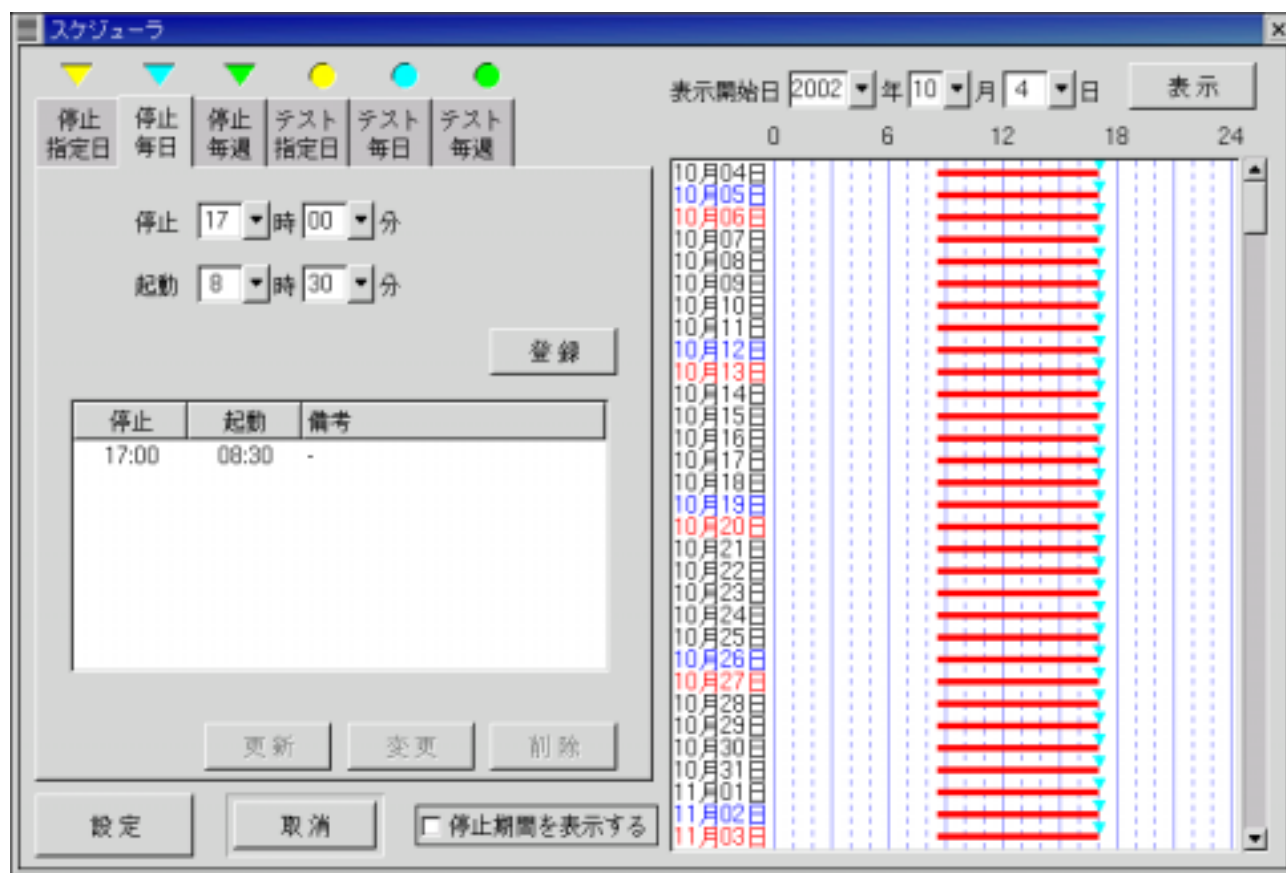 スケジューラ
停止
指定日
停止
毎日
停止
毎週
テスト
指定日
テスト
毎日
テスト
毎週
停止 17 時 00 分
起動 8 時 30 分
登録
停止 起動 備考
17:00 08:30 -
更新 変更 削除
設定 取消 停止期間を表示する
表示開始日 2002 年 10 月 4 日 表示
0 6 12 18 24
10月04日
10月05日
10月06日
10月07日
10月08日
10月09日
10月10日
10月11日
10月12日
10月13日
10月14日
10月15日
10月16日
10月17日
10月18日
10月19日
10月20日
10月21日
10月22日
10月23日
10月24日
10月25日
10月26日
10月27日
10月28日
10月29日
10月30日
10月31日
11月01日
11月02日
11月03日